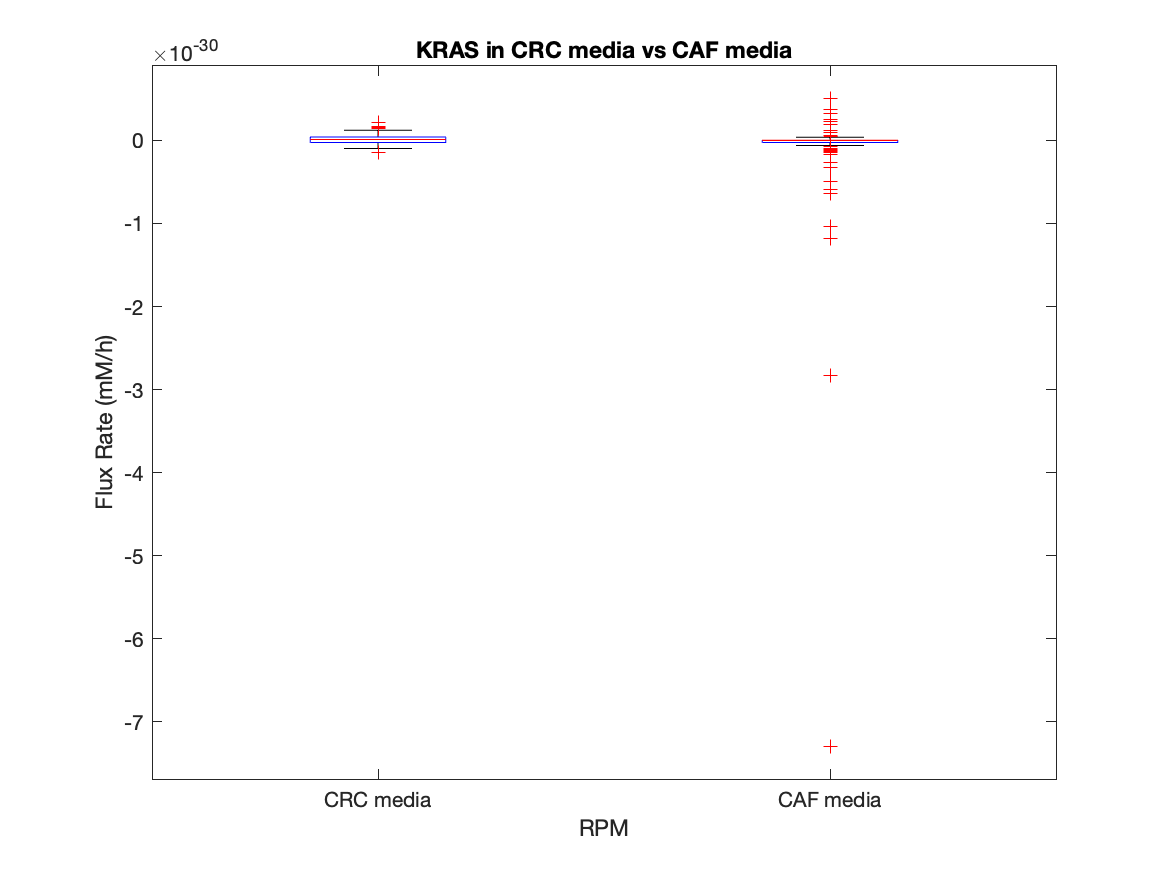 KRAS in CRC media vs CAF media
×10^-30
0
-1
-2
-3
-4
-5
-6
-7
Flux Rate (mM/h)
CRC media
CAF media
RPM